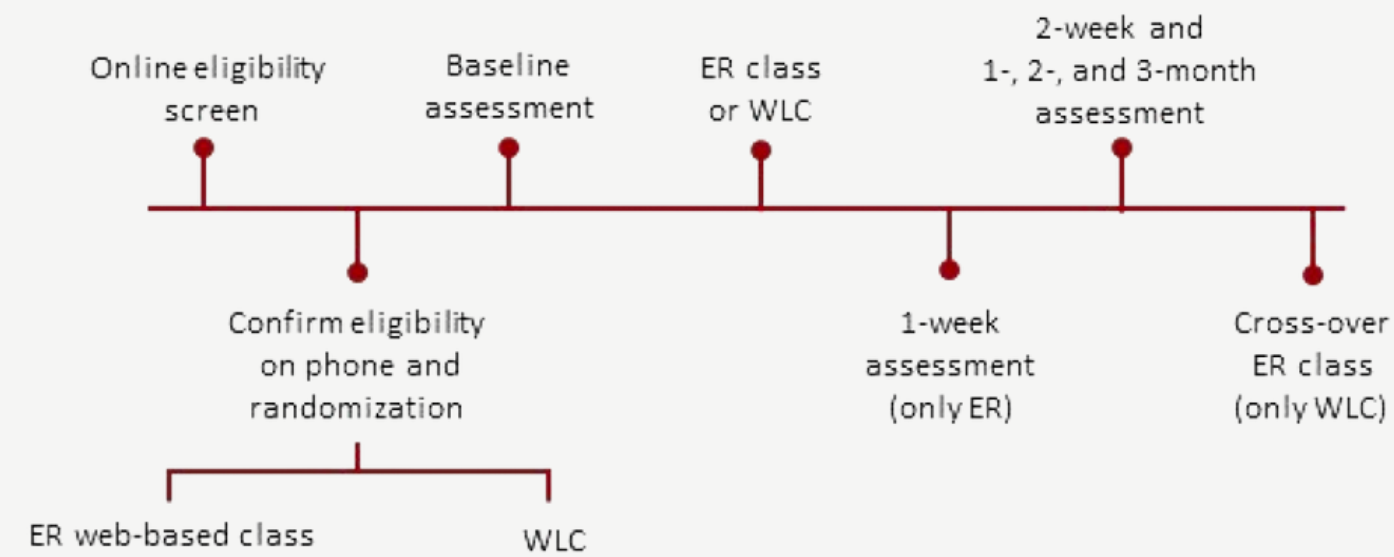 Online eligibility
screen
Baseline
assessment
ER class
or WLC
2-week and
1-, 2-, and 3-month
assessment
Confirm eligibility
on phone and
randomization
1-week
assessment
(only ER)
Cross-over
ER class
(only WLC)
ER web-based class
WLC